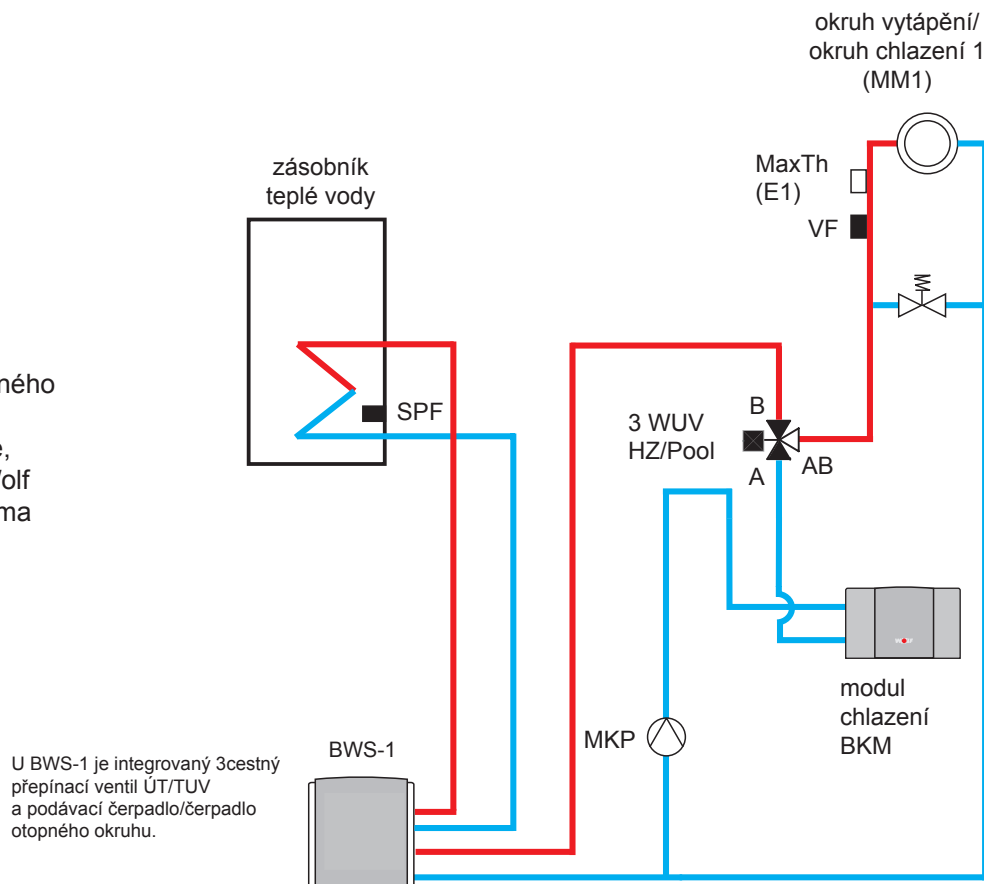 okruh vytápění/
okruh chlazení 1
(MM1)
zásobník
teplé vody
MaxTh
(E1)
VF
SPF
3 WUV
HZ/Pool
B
A
AB
modul
chlazení
BKM
MKP
BWS-1
U BWS-1 je integrovaný 3cestný
přepínací ventil ÚT/TUV
a podávací čerpadlo/čerpadlo
otopného okruhu.